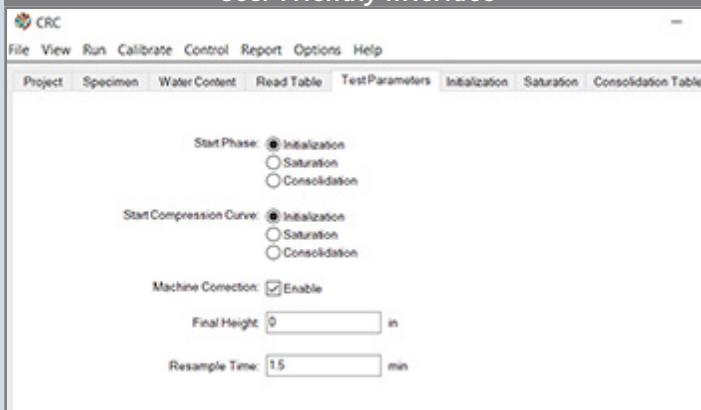 User Friendly Interface
CRC
File View Run Calibrate Control Report Options Help
Project Specimen Water Content Read Table Test Parameters Initialization Saturation Consolidation Table
Start Phase: Initialization
Saturation
Consolidation
Start Compression Curve: Initialization
Saturation
Consolidation
Machine Correction: Enable
Final Height: 0 in
Resample Time: 1.5 min